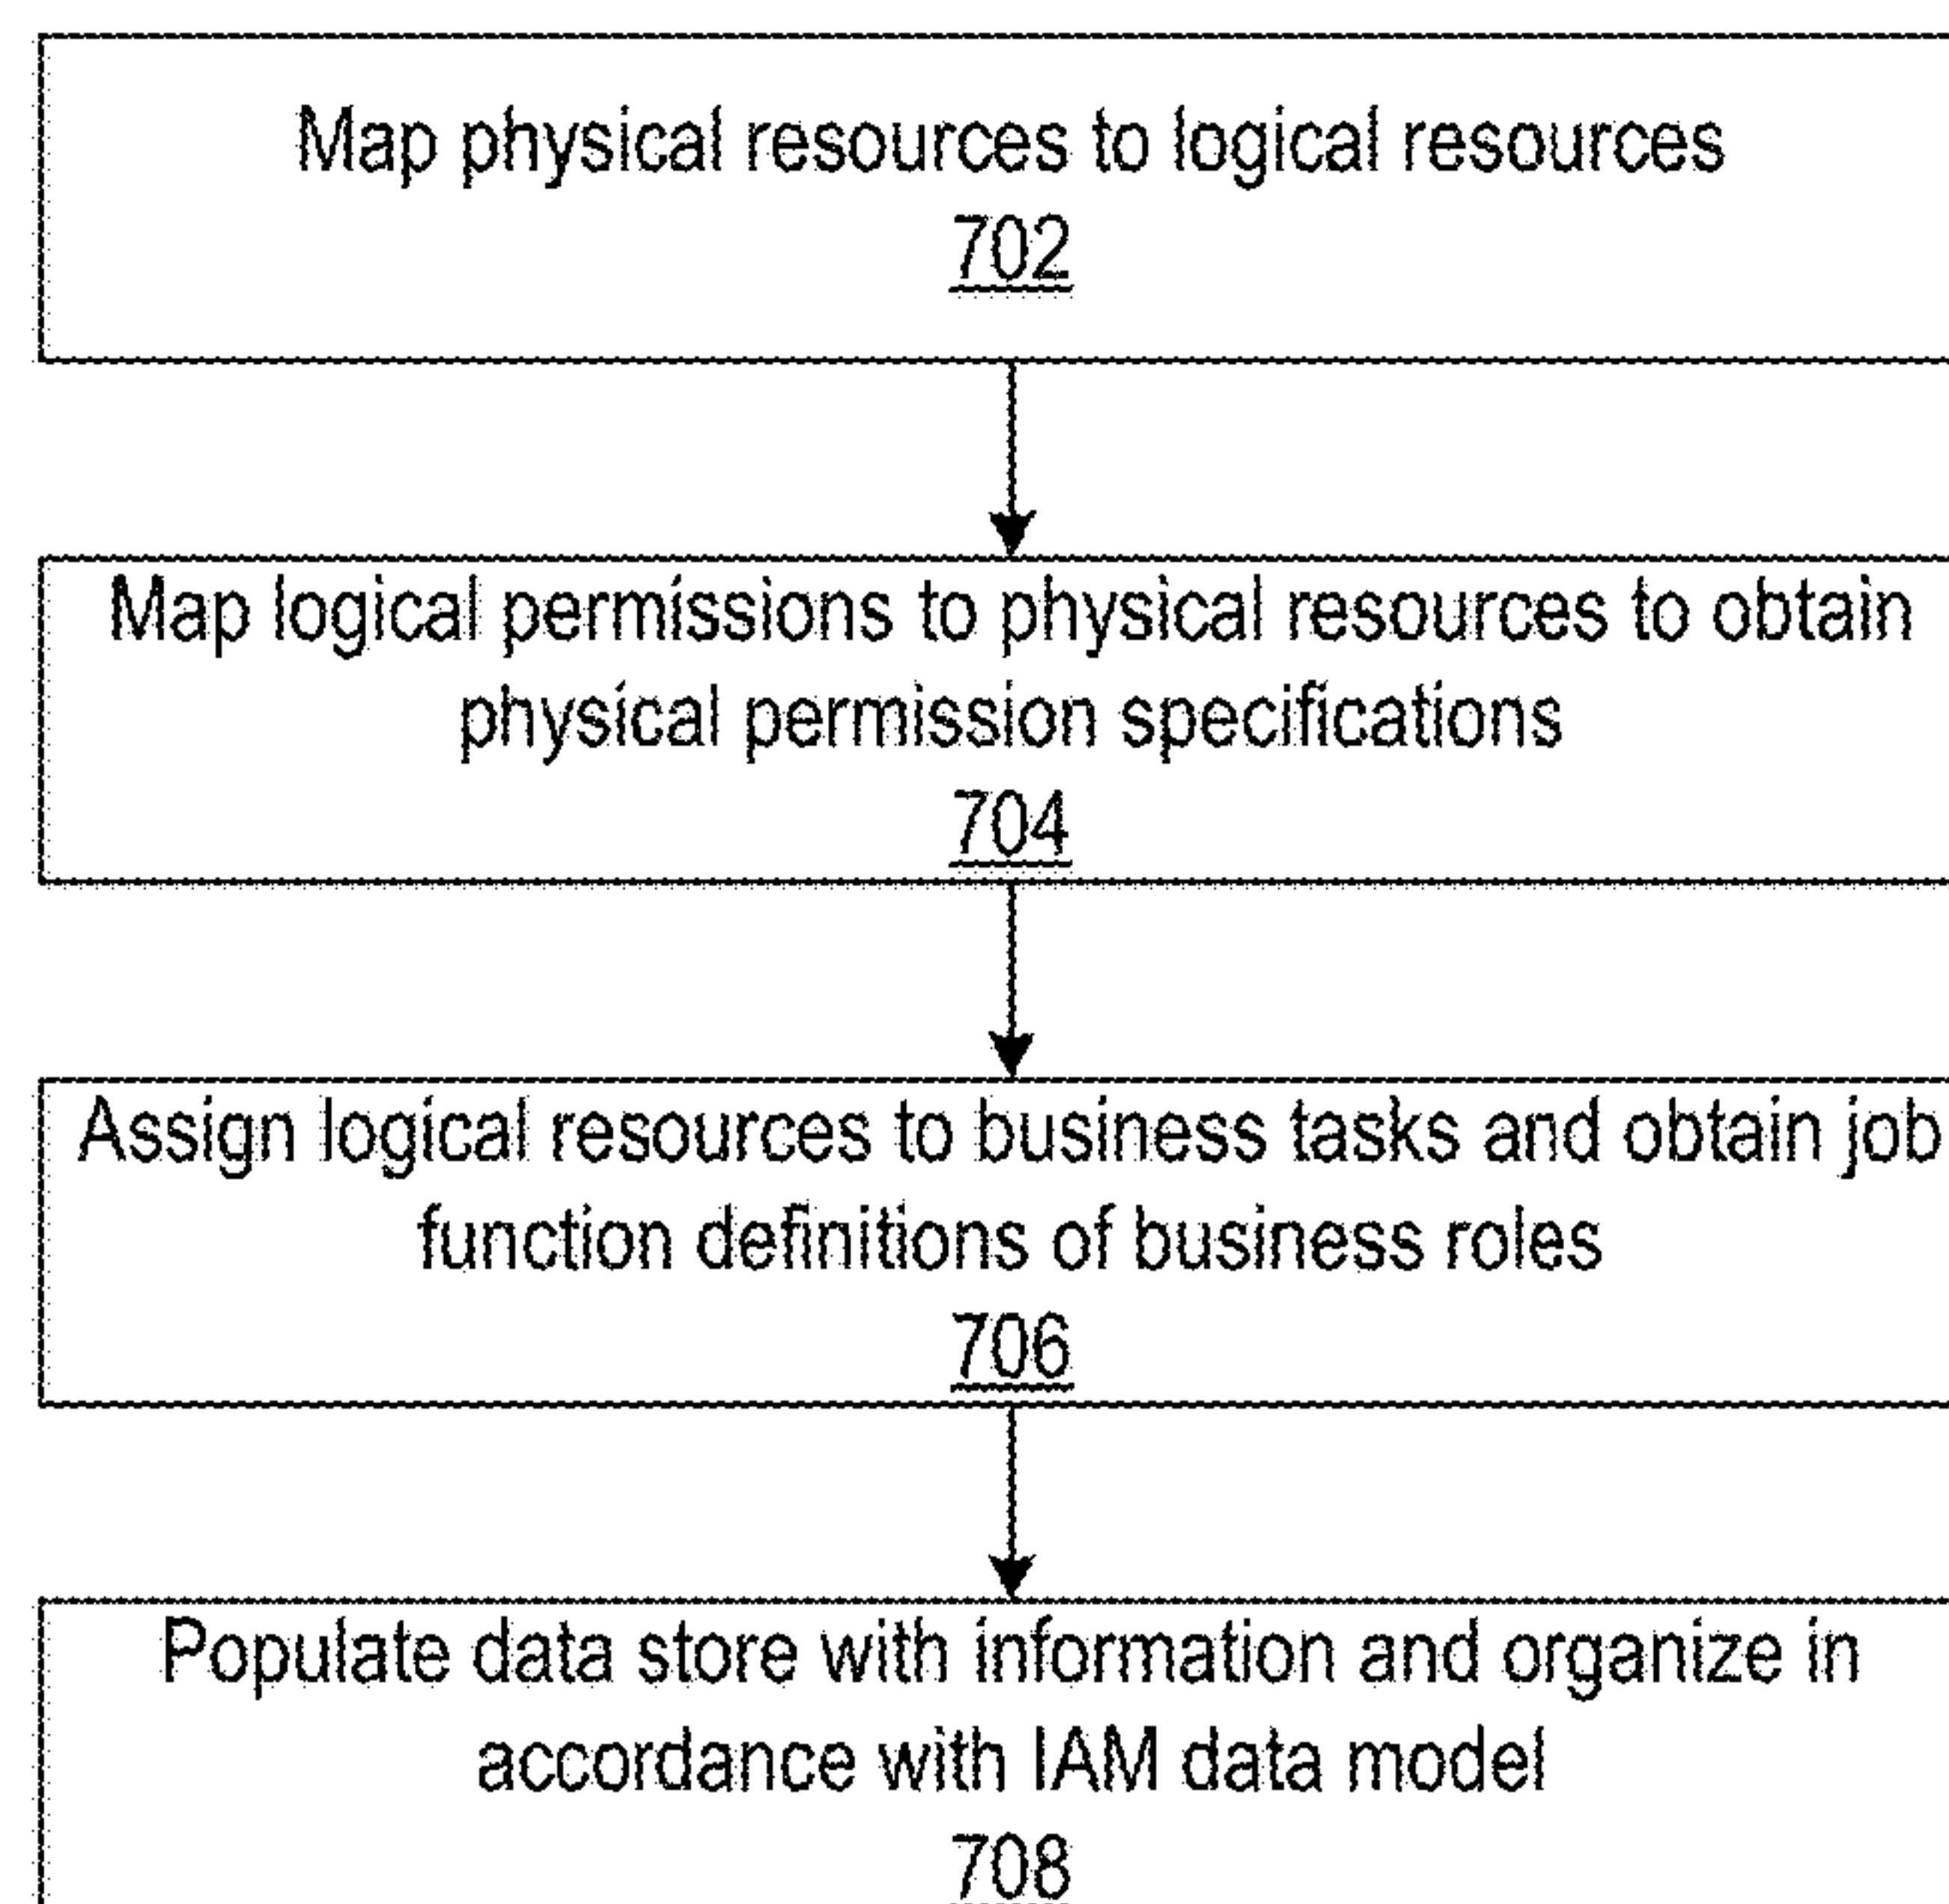 Map physical resources to logical resources
702
Map logical permissions to physical resources to obtain
physical permission specifications
704
Assign logical resources to business tasks and obtain job
function definitions of business roles
706
Populate data store with information and organize in
accordance with IAM data model
708